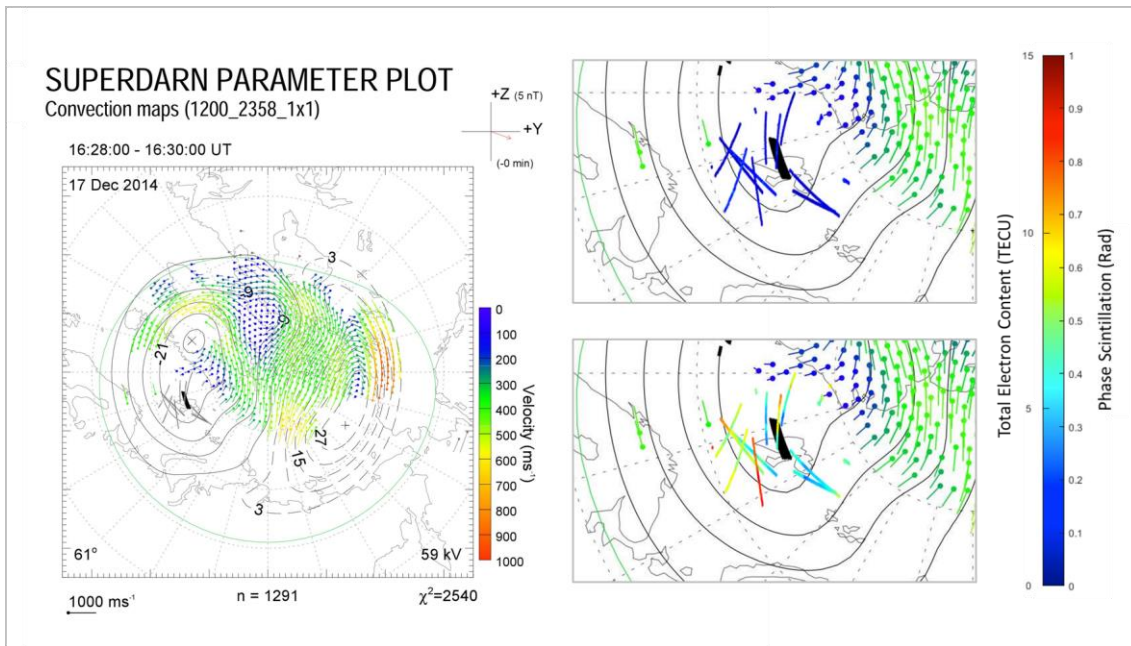 SUPERDARN PARAMETER PLOT
Convection maps (1200_2358_1x1)
+Z (5 nT)
+Y
(-0 min)
16:28:00 - 16:30:00 UT
17 Dec 2014
3
-9
-9
-21
27
15
3
61°
59 kV
1000 ms⁻¹
n = 1291
χ²=2540
0
100
200
300
400
500
600
700
800
900
1000
Velocity (ms⁻¹)
Total Electron Content (TECU)
15
10
5
0
1
0.9
0.8
0.7
0.6
0.5
0.4
0.3
0.2
0.1
0
Phase Scintillation (Rad)